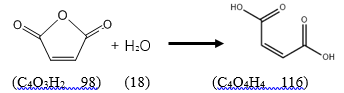 O O O + H₂O HO O O OH
(C4O3H2 98) (18) (C4O4H4 116)